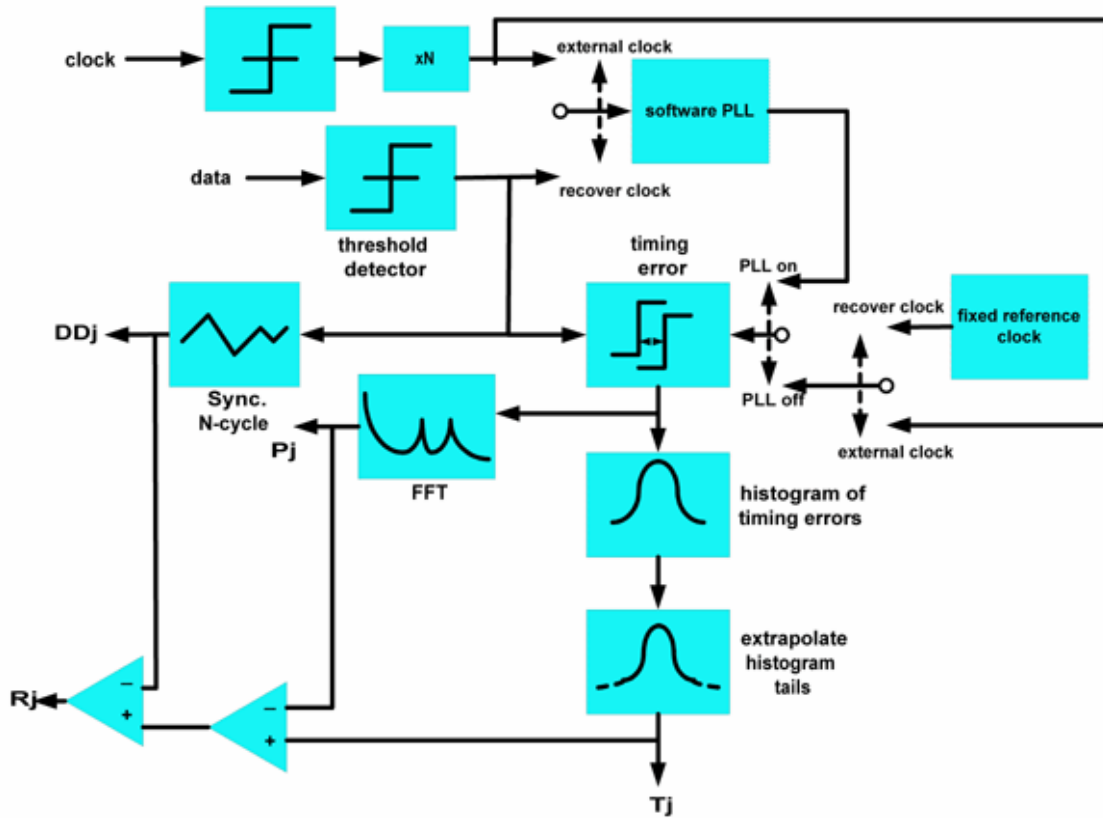 clock
xN
external clock
software PLL
data
recover clock
threshold
detector
timing
error
PLL on
recover clock
fixed reference
clock
DDj
PLL off
Sync.
N-cycle
Pj
FFT
external clock
histogram of
timing errors
extrapolate
histogram
tails
Rj
−
+
−
+
Tj